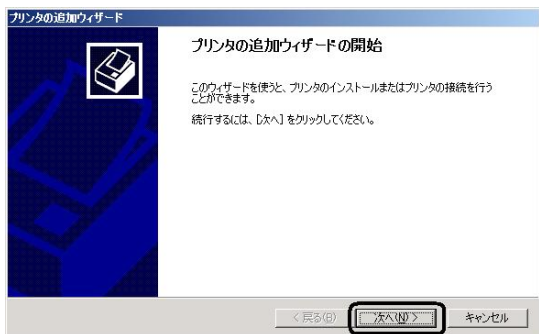 プリンタの追加ウィザード
プリンタの追加ウィザードの開始
このウィザードを使うと、プリンタのインストールまたはプリンタの接続を行う
ことができます。
続行するには、[次へ] をクリックしてください。
< 戻る(B) 次へ(N) > キャンセル